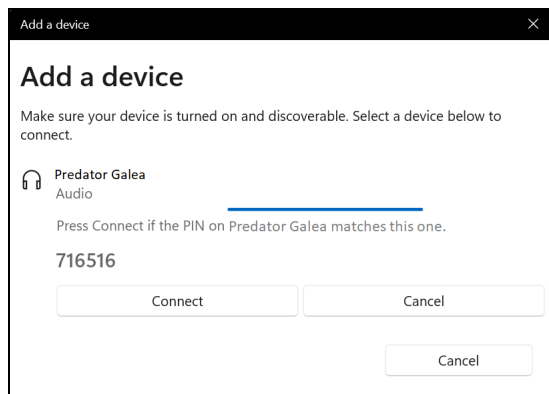 Add a device
Add a device
Make sure your device is turned on and discoverable. Select a device below to
connect.
Predator Galea
Audio
Press Connect if the PIN on Predator Galea matches this one.
716516
Connect Cancel
Cancel